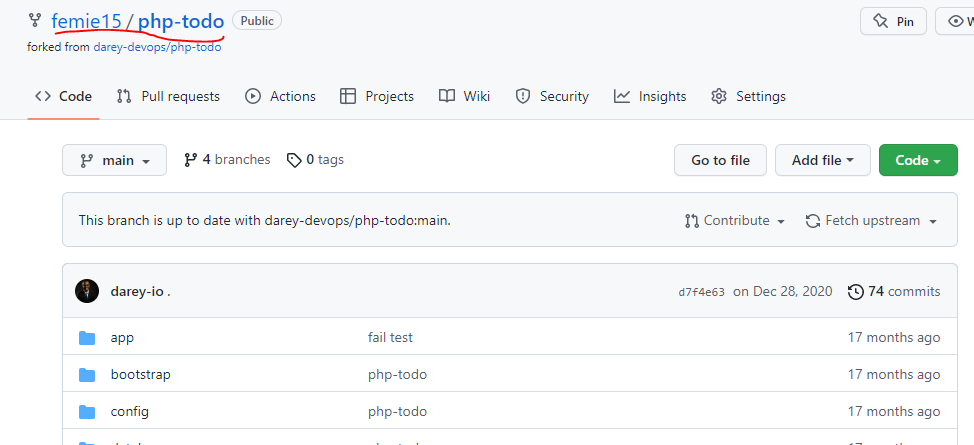 femie15 / php-todo Public
Pin
forked from darey-devops/php-todo
Code Pull requests Actions Projects Wiki Security Insights Settings
main 4 branches 0 tags Go to file Add file Code
This branch is up to date with darey-devops/php-todo:main. Contribute Fetch upstream
darey-io . d7f4e63 on Dec 28, 2020 74 commits
app fail test 17 months ago
bootstrap php-todo 17 months ago
config php-todo 17 months ago